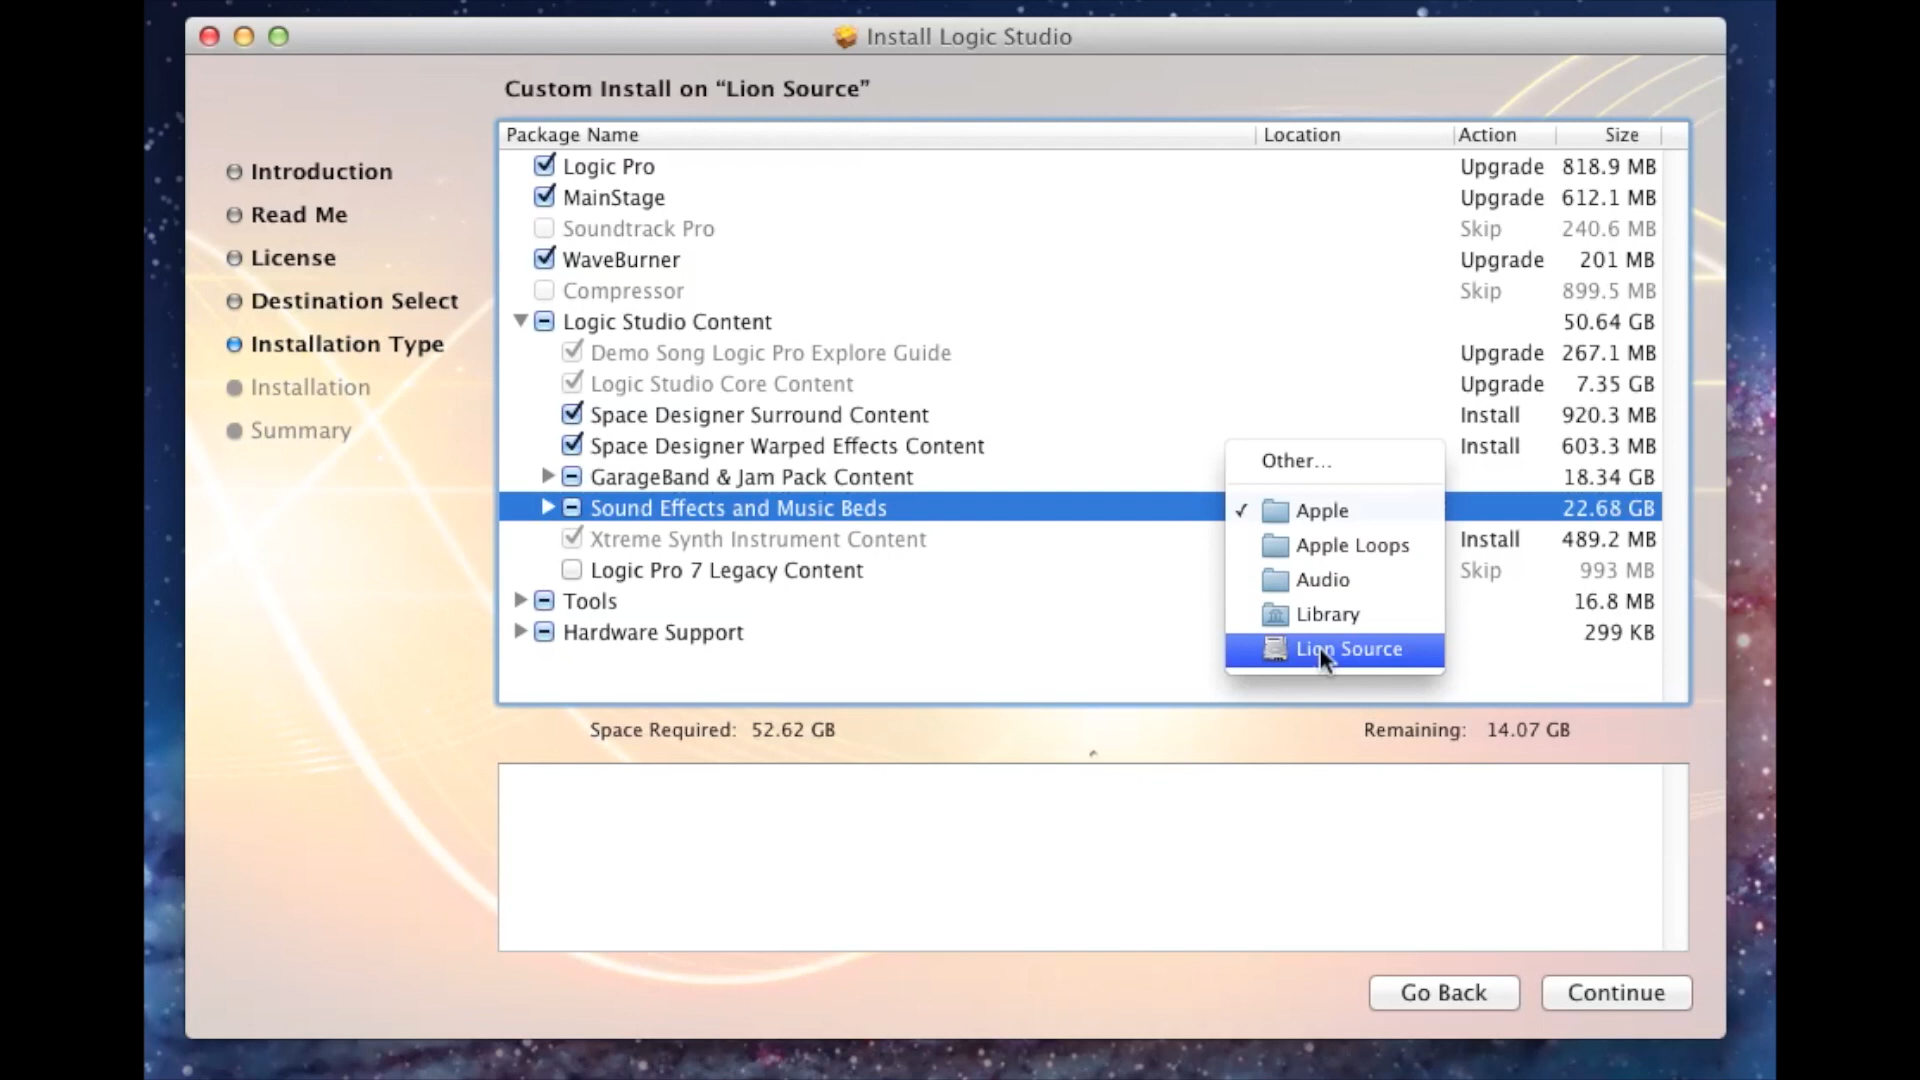 Install Logic Studio
Custom Install on “Lion Source”
Introduction
Read Me
License
Destination Select
Installation Type
Installation
Summary
Package Name Location Action Size
Logic Pro Upgrade 818.9 MB
MainStage Upgrade 612.1 MB
Soundtrack Pro Skip 240.6 MB
WaveBurner Upgrade 201 MB
Compressor Skip 899.5 MB
Logic Studio Content 50.64 GB
Demo Song Logic Pro Explore Guide Upgrade 267.1 MB
Logic Studio Core Content Upgrade 7.35 GB
Space Designer Surround Content Install 920.3 MB
Space Designer Warped Effects Content Install 603.3 MB
GarageBand & Jam Pack Content 18.34 GB
Sound Effects and Music Beds 22.68 GB
Xtreme Synth Instrument Content Install 489.2 MB
Logic Pro 7 Legacy Content Skip 993 MB
Tools 16.8 MB
Hardware Support 299 KB
Other...
Apple
Apple Loops
Audio
Library
Lion Source
Space Required: 52.62 GB Remaining: 14.07 GB
Go Back Continue